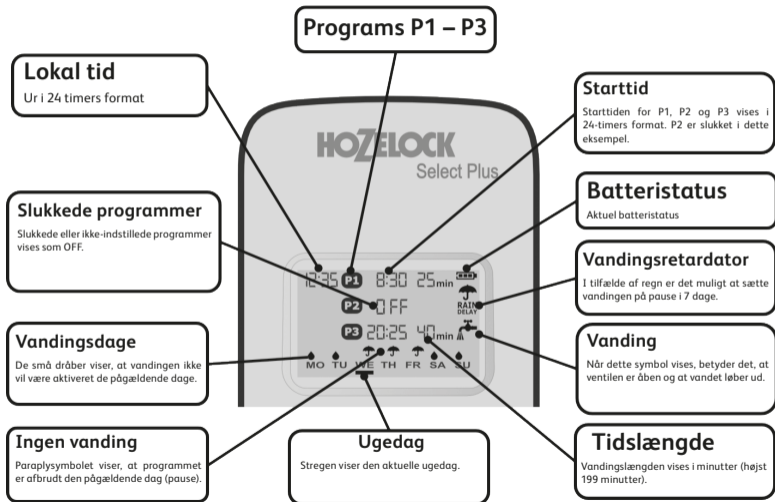 Programs P1 – P3
Lokal tid
Ur i 24 timers format
Starttid
Starttiden for P1, P2 og P3 vises i
24-timers format. P2 er slukket i dette
eksempel.
HOZELOCK
Select Plus
Batteristatus
Aktuel batteristatus
Slukkede programmer
Slukkede eller ikke-indstillede programmer
vises som OFF.
Vandingsretardator
I tilfælde af regn er det muligt at sætte
vandingen på pause i 7 dage.
12:35 P1 8:30 25 min
P2 OFF
RAIN
DELAY
P3 20:25 40 min
MO TU WE TH FR SA SU
Vandingsdage
De små dråber viser, at vandingen ikke
vil være aktiveret de pågældende dage.
Vanding
Når dette symbol vises, betyder det, at
ventilen er åben og at vandet løber ud.
Ingen vanding
Paraplysymbolet viser, at programmet
er afbrudt den pågældende dag (pause).
Ugedag
Stregen viser den aktuelle ugedag.
Tidslængde
Vandingslængden vises i minutter (højst
199 minutter).